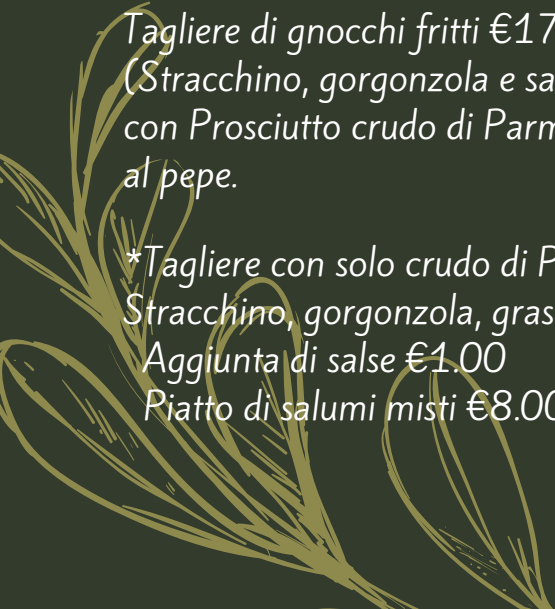 Tagliere di gnocchi fritti €17
(Stracchino, gorgonzola e sa
con Prosciutto crudo di Parm
al pepe.
*Tagliere con solo crudo di P
Stracchino, gorgonzola, gras
Aggiunta di salse €1.00
Piatto di salumi misti €8.00